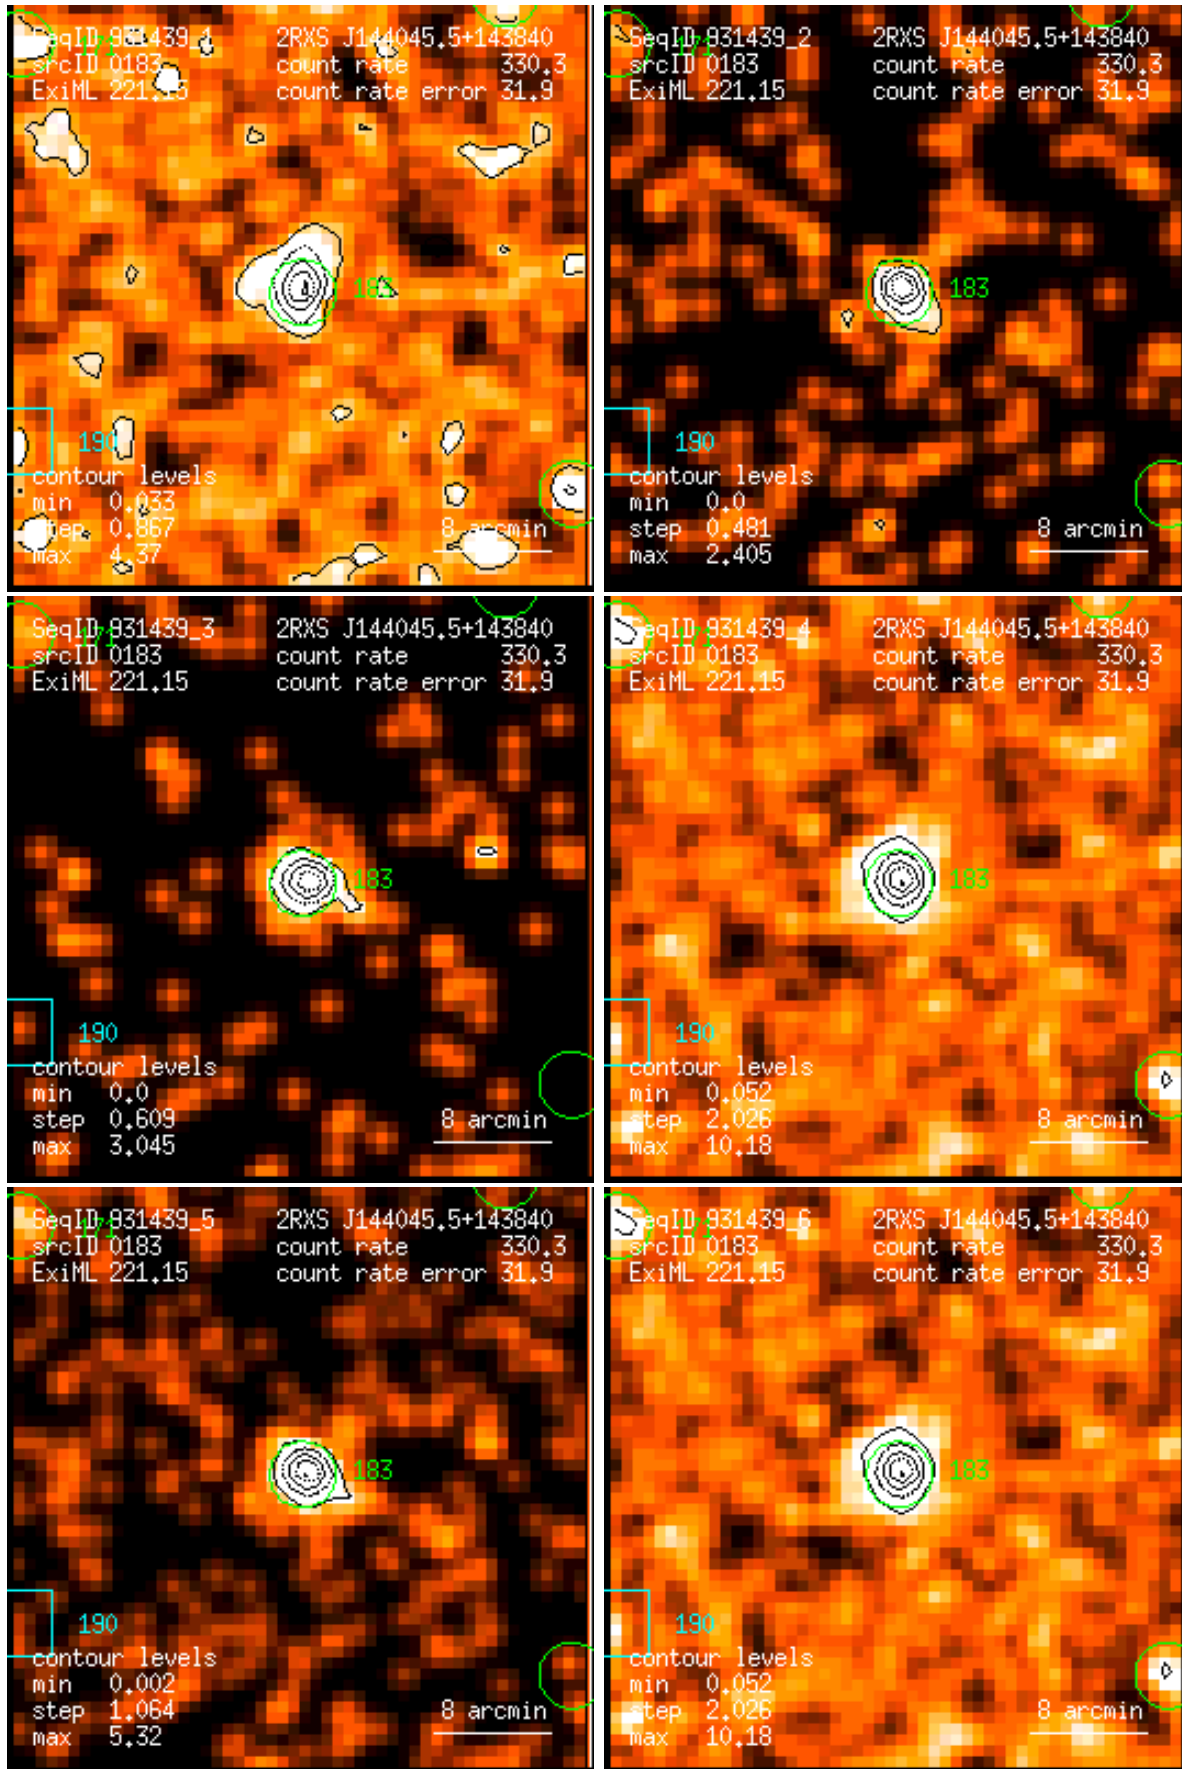 SeqID 931439_1 2RXS J144045.5+143840
171
srcID 0183 count rate 330.3
ExiML 221.15 count rate error 31.9
183
190
contour levels
min 0.033
step 0.867
max 4.37
8 arcmin
SeqID 931439_2 2RXS J144045.5+143840
171
srcID 0183 count rate 330.3
ExiML 221.15 count rate error 31.9
183
190
contour levels
min 0.0
step 0.481
max 2.405
8 arcmin
SeqID 931439_3 2RXS J144045.5+143840
171
srcID 0183 count rate 330.3
ExiML 221.15 count rate error 31.9
183
190
contour levels
min 0.0
step 0.609
max 3.045
8 arcmin
SeqID 931439_4 2RXS J144045.5+143840
171
srcID 0183 count rate 330.3
ExiML 221.15 count rate error 31.9
183
190
contour levels
min 0.052
step 2.026
max 10.18
8 arcmin
SeqID 931439_5 2RXS J144045.5+143840
171
srcID 0183 count rate 330.3
ExiML 221.15 count rate error 31.9
183
190
contour levels
min 0.002
step 1.064
max 5.32
8 arcmin
SeqID 931439_6 2RXS J144045.5+143840
171
srcID 0183 count rate 330.3
ExiML 221.15 count rate error 31.9
183
190
contour levels
min 0.052
step 2.026
max 10.18
8 arcmin